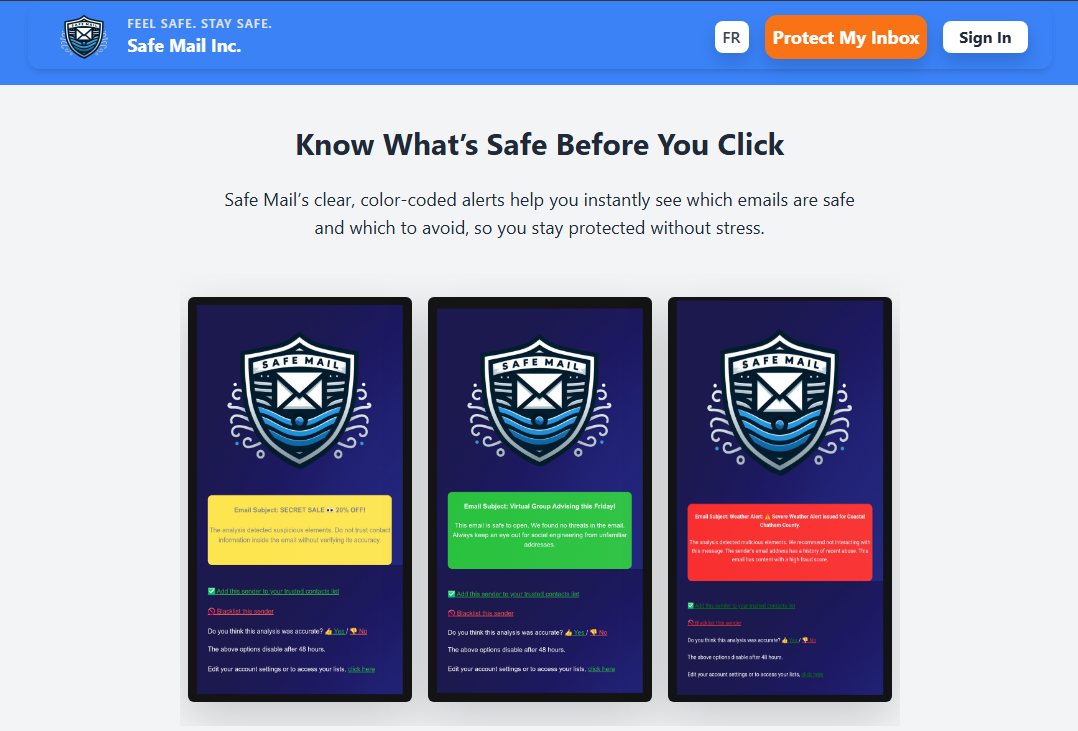 SAFE MAIL
FEEL SAFE. STAY SAFE.
Safe Mail Inc.
FR
Protect My Inbox
Sign In
Know What’s Safe Before You Click
Safe Mail’s clear, color-coded alerts help you instantly see which emails are safe
and which to avoid, so you stay protected without stress.
SAFE MAIL
Email Subject: SECRET SALE 👀 20% OFF!
The analysis detected suspicious elements. Do not trust contact
information inside the email without verifying its accuracy.
✅ Add this sender to your trusted contacts list
🚫 Blacklist this sender
Do you think this analysis was accurate? 👍 Yes / 👎 No
The above options disable after 48 hours.
Edit your account settings or to access your lists, click here
SAFE MAIL
Email Subject: Virtual Group Advising this Friday!
This email is safe to open. We found no threats in the email.
Always keep an eye out for social engineering from unfamiliar
addresses.
✅ Add this sender to your trusted contacts list
🚫 Blacklist this sender
Do you think this analysis was accurate? 👍 Yes / 👎 No
The above options disable after 48 hours.
Edit your account settings or to access your lists, click here
SAFE MAIL
Email Subject: Weather Alert: ⚠️ Severe Weather Alert issued for Coastal
Chatham County.
The analysis detected malicious elements. We recommend not interacting with
this message. The sender's email address has a history of recent abuse. This
email has content with a high fraud score.
✅ Add this sender to your trusted contacts list
🚫 Blacklist this sender
Do you think this analysis was accurate? 👍 Yes / 👎 No
The above options disable after 48 hours.
Edit your account settings or to access your lists, click here